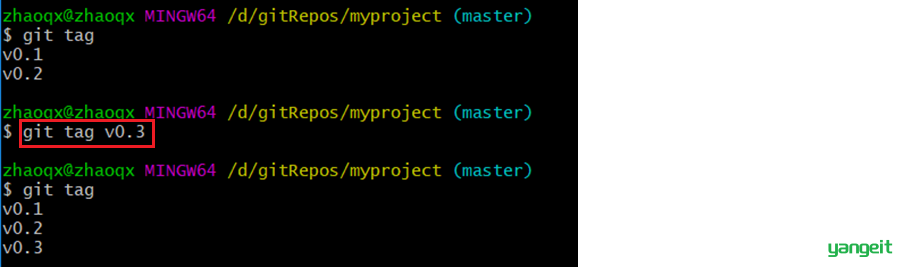 zhaoqx@zhaoqx MINGW64 /d/gitRepos/myproject (master)
$ git tag
v0.1
v0.2
zhaoqx@zhaoqx MINGW64 /d/gitRepos/myproject (master)
$ git tag v0.3
zhaoqx@zhaoqx MINGW64 /d/gitRepos/myproject (master)
$ git tag
v0.1
v0.2
v0.3
yangeit